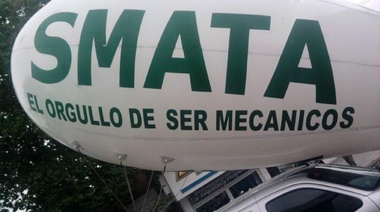 SMATA
EL ORGULLO DE SER MECANICOS